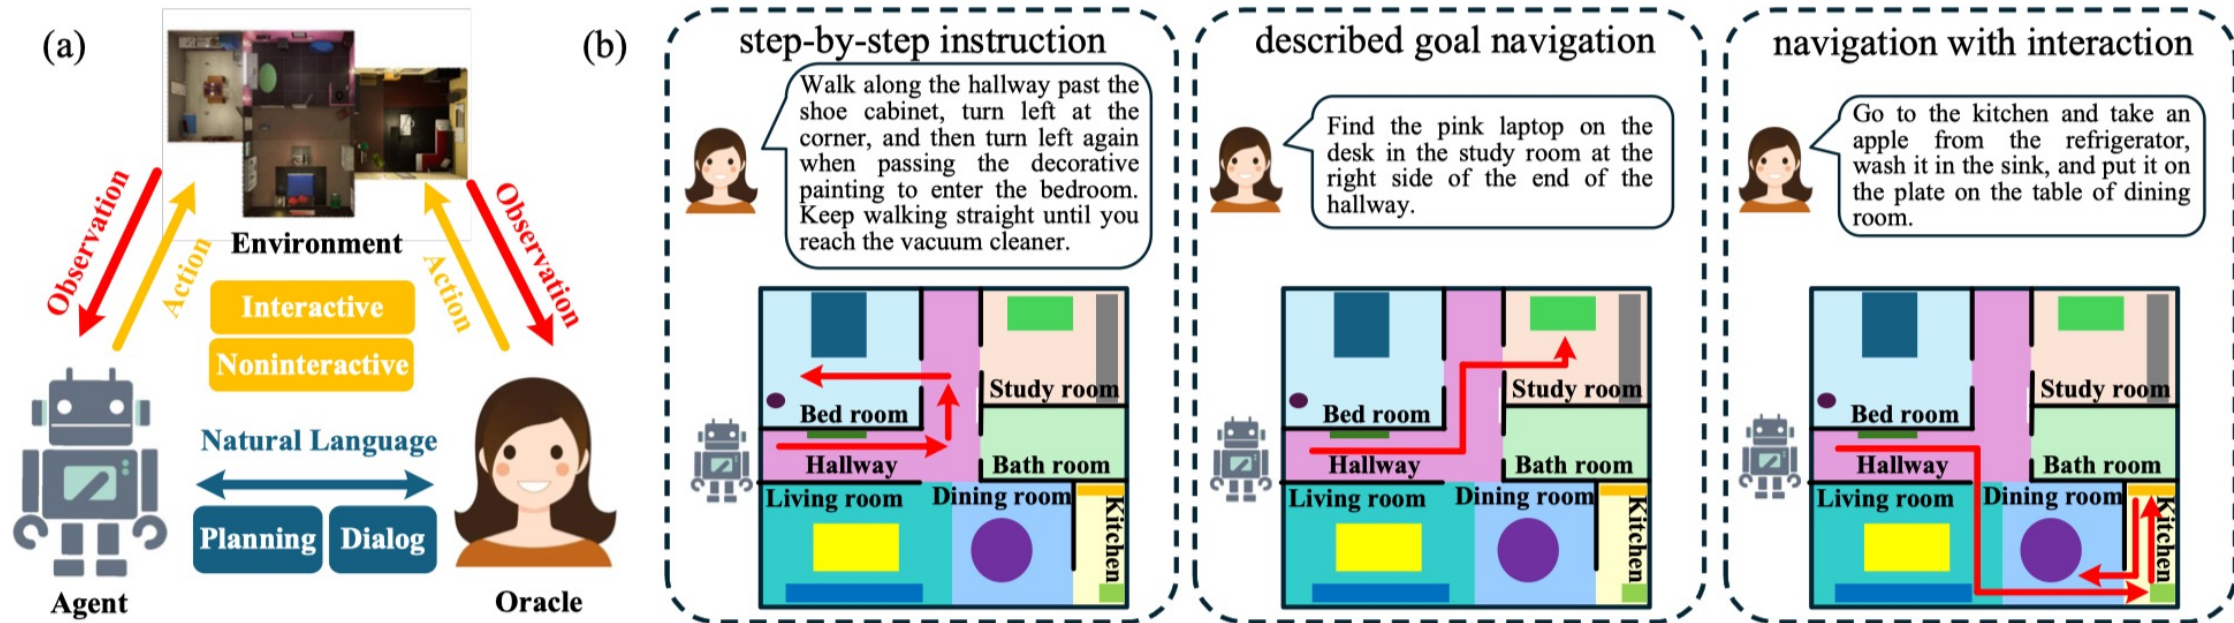 (a)
Observation
Action
Environment
Action
Observation
Interactive
Noninteractive
Natural Language
Planning
Dialog
Agent
Oracle
(b)
step-by-step instruction
Walk along the hallway past the
shoe cabinet, turn left at the
corner, and then turn left again
when passing the decorative
painting to enter the bedroom.
Keep walking straight until you
reach the vacuum cleaner.
Study room
Bed room
Hallway
Bath room
Living room
Dining room
Kitchen
described goal navigation
Find the pink laptop on the
desk in the study room at the
right side of the end of the
hallway.
Study room
Bed room
Hallway
Bath room
Living room
Dining room
Kitchen
navigation with interaction
Go to the kitchen and take an
apple from the refrigerator,
wash it in the sink, and put it on
the plate on the table of dining
room.
Study room
Bed room
Hallway
Bath room
Living room
Dining room
Kitchen